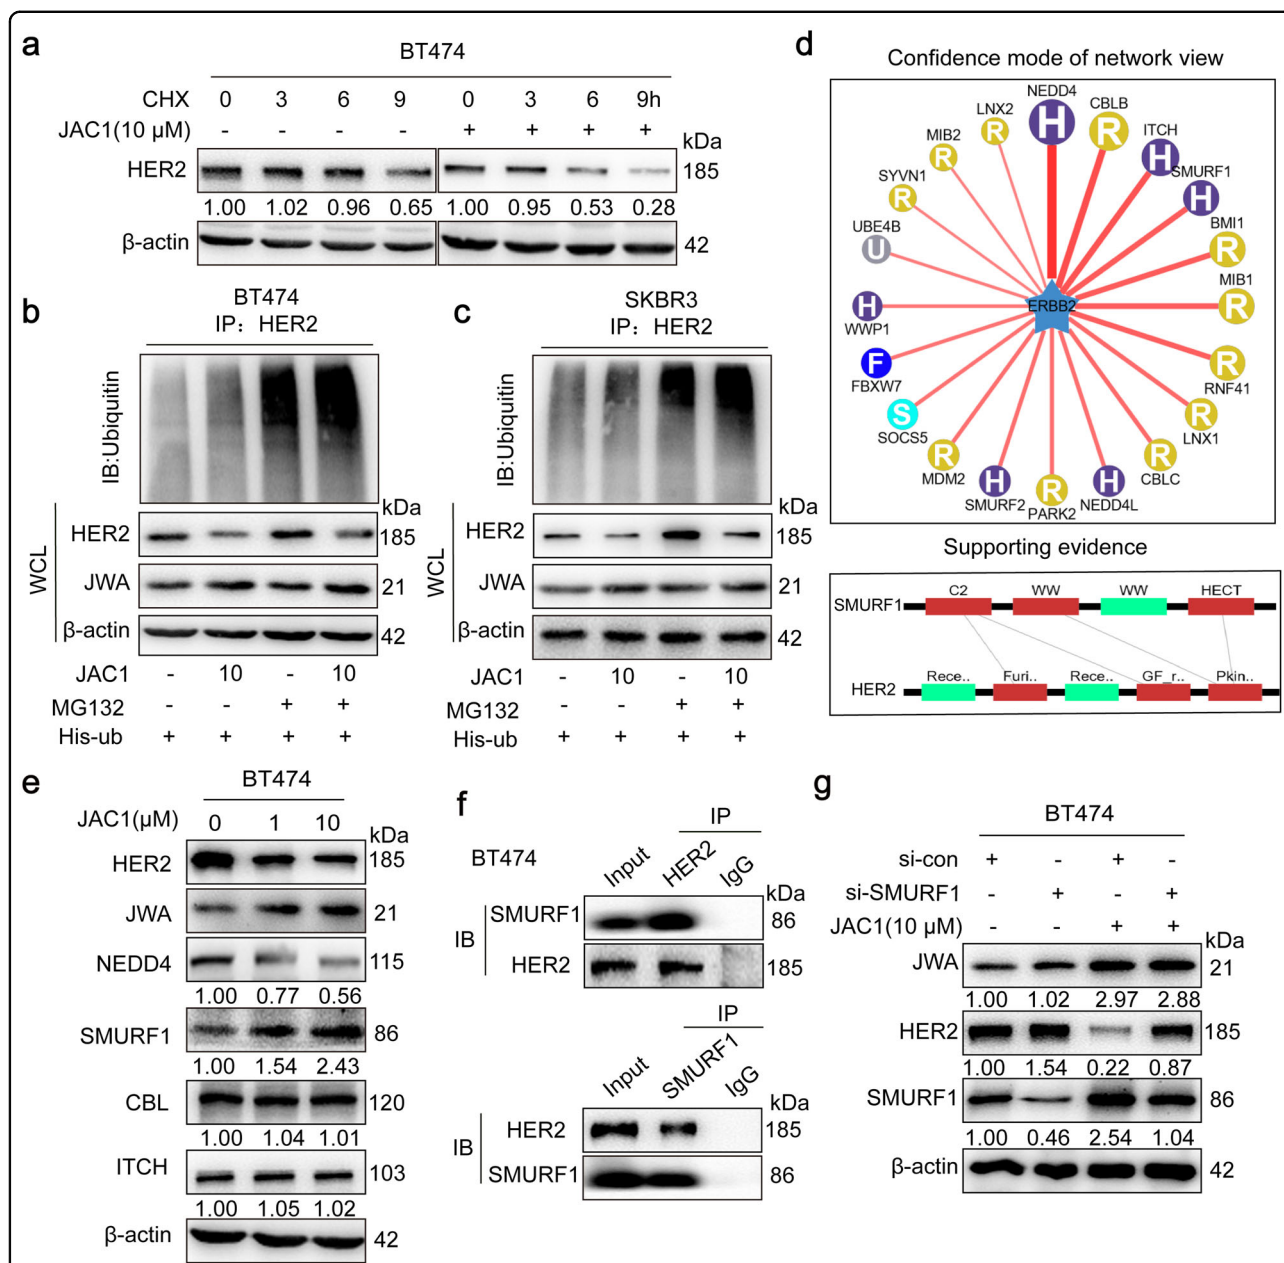 a
BT474
CHX 0 3 6 9 0 3 6 9h
JAC1(10 μM) - - - - + + + + kDa
HER2 185
1.00 1.02 0.96 0.65 1.00 0.95 0.53 0.28
β-actin 42
b
BT474
IP: HER2
IB:Ubiquitin
kDa
WCL
HER2 185
JWA 21
β-actin 42
JAC1 - 10 - 10
MG132 - - + +
His-ub + + + +
c
SKBR3
IP: HER2
IB:Ubiquitin
kDa
WCL
HER2 185
JWA 21
β-actin 42
JAC1 - 10 - 10
MG132 - - + +
His-ub + + + +
d
Confidence mode of network view
NEDD4
H
CBLB
R
ITCH
H
SMURF1
H
BMI1
R
MIB1
R
RNF41
R
LNX1
R
CBLC
R
NEDD4L
H
PARK2
R
SMURF2
H
MDM2
R
SOCS5
S
FBXW7
F
WWP1
H
UBE4B
U
SYVN1
R
MIB2
R
LNX2
R
ERBB2
Supporting evidence
C2 WW WW HECT
SMURF1
Rece.. Furi.. Rece.. GF_r.. Pkin..
HER2
e
BT474
JAC1(μM) 0 1 10 kDa
HER2 185
JWA 21
NEDD4 115
1.00 0.77 0.56
SMURF1 86
1.00 1.54 2.43
CBL 120
1.00 1.04 1.01
ITCH 103
1.00 1.05 1.02
β-actin 42
f
IP
BT474 Input HER2 IgG kDa
IB
SMURF1 86
HER2 185
IP
Input SMURF1 IgG kDa
IB
HER2 185
SMURF1 86
g
BT474
si-con + - + -
si-SMURF1 - + - +
JAC1(10 μM) - - + + kDa
JWA 21
1.00 1.02 2.97 2.88
HER2 185
1.00 1.54 0.22 0.87
SMURF1 86
1.00 0.46 2.54 1.04
β-actin 42